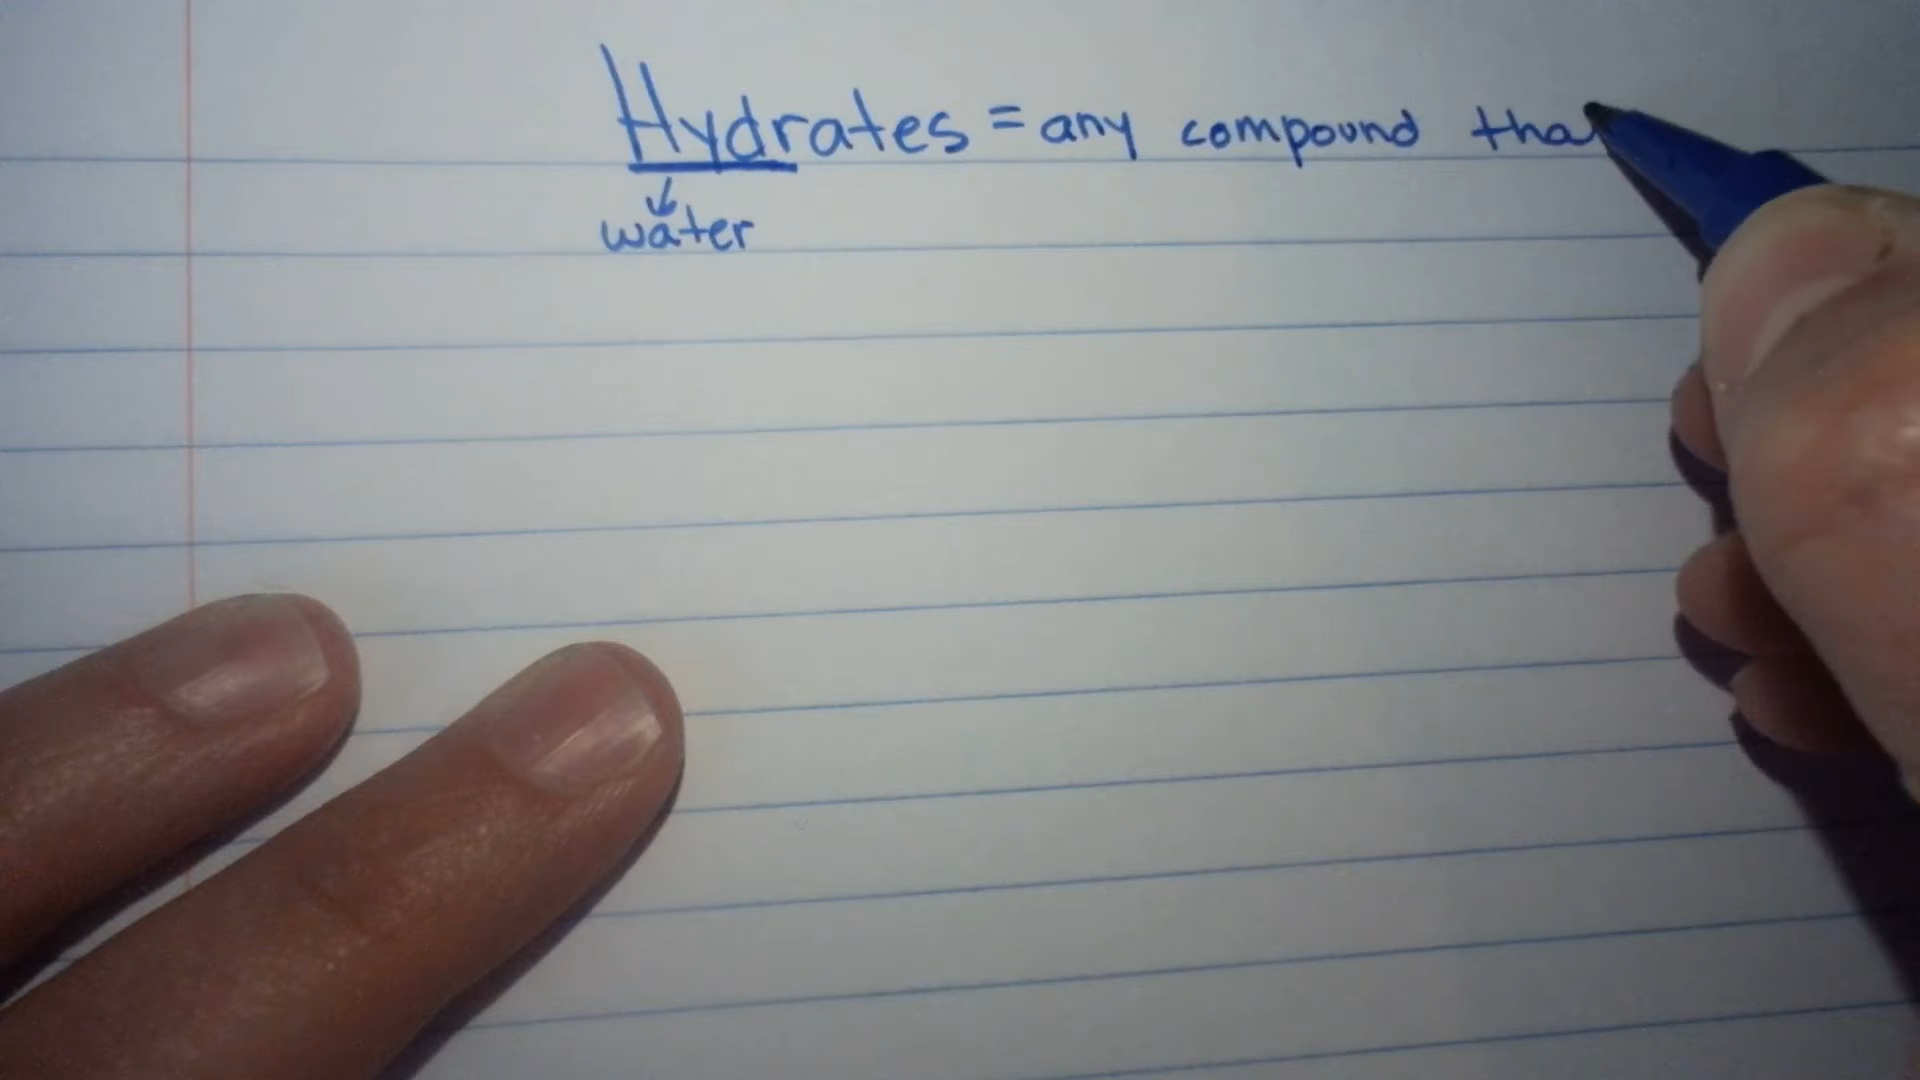 Hydrates = any compound tha
water